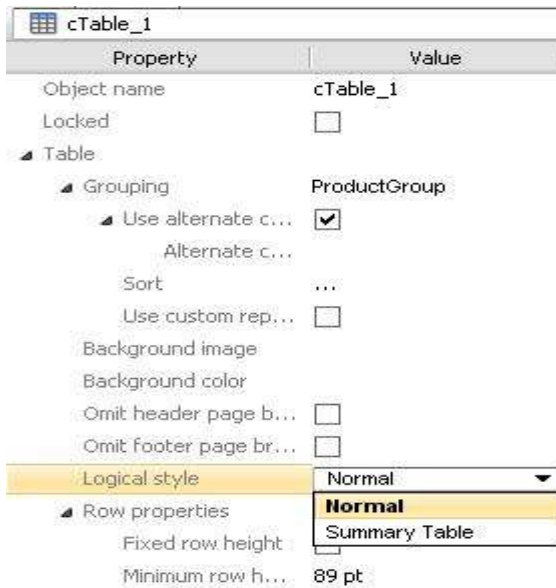 cTable_1
Property Value
Object name cTable_1
Locked
Table
Grouping ProductGroup
Use alternate c...
Alternate c...
Sort ...
Use custom rep...
Background image
Background color
Omit header page b...
Omit footer page br...
Logical style Normal
Row properties Normal
Summary Table
Fixed row height
Minimum row h... 89 pt